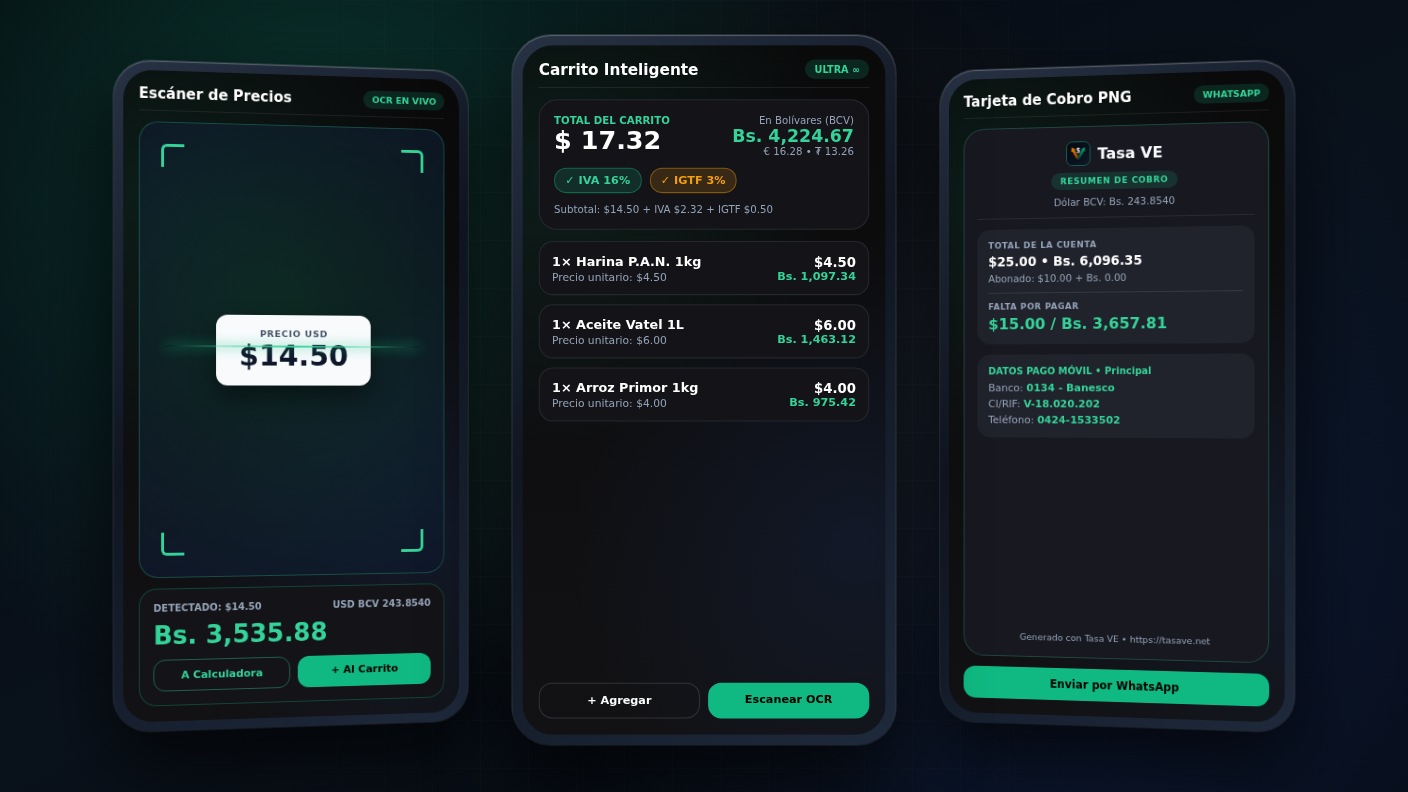 Escáner de Precios
OCR EN VIVO
PRECIO USD
$14.50
DETECTADO: $14.50
USD BCV 243.8540
Bs. 3,535.88
A Calculadora
+ Al Carrito
Carrito Inteligente
ULTRA ∞
TOTAL DEL CARRITO
$ 17.32
En Bolívares (BCV)
Bs. 4,224.67
€ 16.28 • ₮ 13.26
✓ IVA 16%
✓ IGTF 3%
Subtotal: $14.50 + IVA $2.32 + IGTF $0.50
1× Harina P.A.N. 1kg
$4.50
Precio unitario: $4.50
Bs. 1,097.34
1× Aceite Vatel 1L
$6.00
Precio unitario: $6.00
Bs. 1,463.12
1× Arroz Primor 1kg
$4.00
Precio unitario: $4.00
Bs. 975.42
+ Agregar
Escanear OCR
Tarjeta de Cobro PNG
WHATSAPP
Tasa VE
RESUMEN DE COBRO
Dólar BCV: Bs. 243.8540
TOTAL DE LA CUENTA
$25.00 • Bs. 6,096.35
Abonado: $10.00 + Bs. 0.00
FALTA POR PAGAR
$15.00 / Bs. 3,657.81
DATOS PAGO MÓVIL • Principal
Banco: 0134 - Banesco
CI/RIF: V-18.020.202
Teléfono: 0424-1533502
Generado con Tasa VE • https://tasave.net
Enviar por WhatsApp